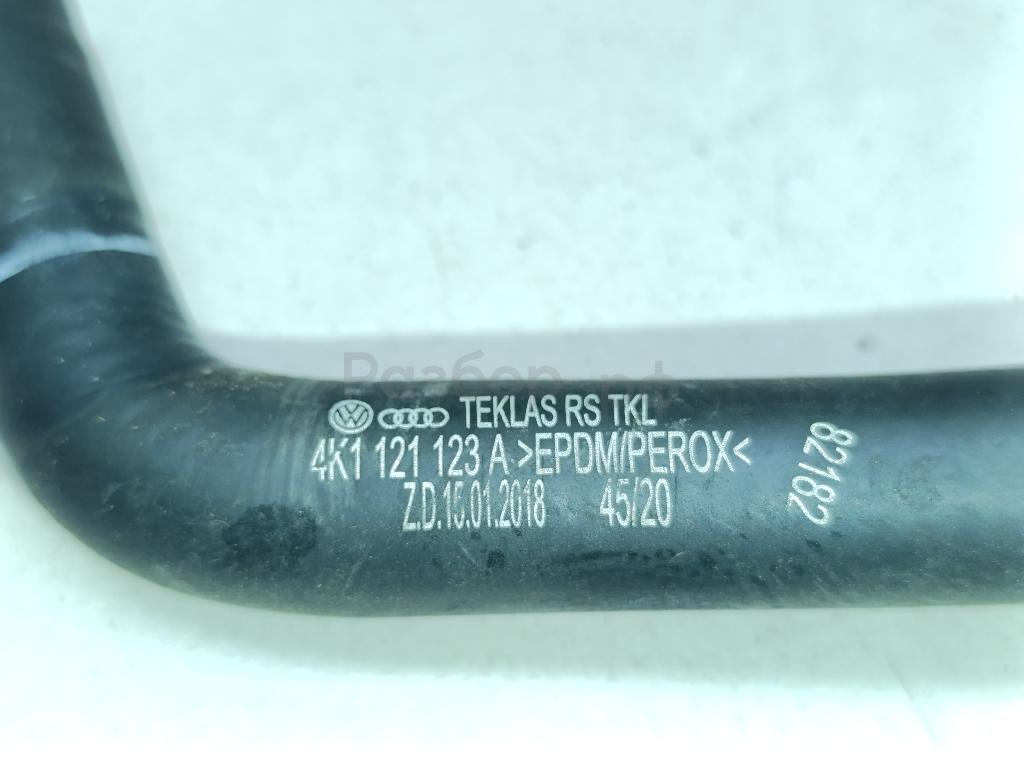 TEKLAS RS TKL
4K1 121 123 A >EPDM/PEROX<
Z.D.15.01.2018 45/20
82182